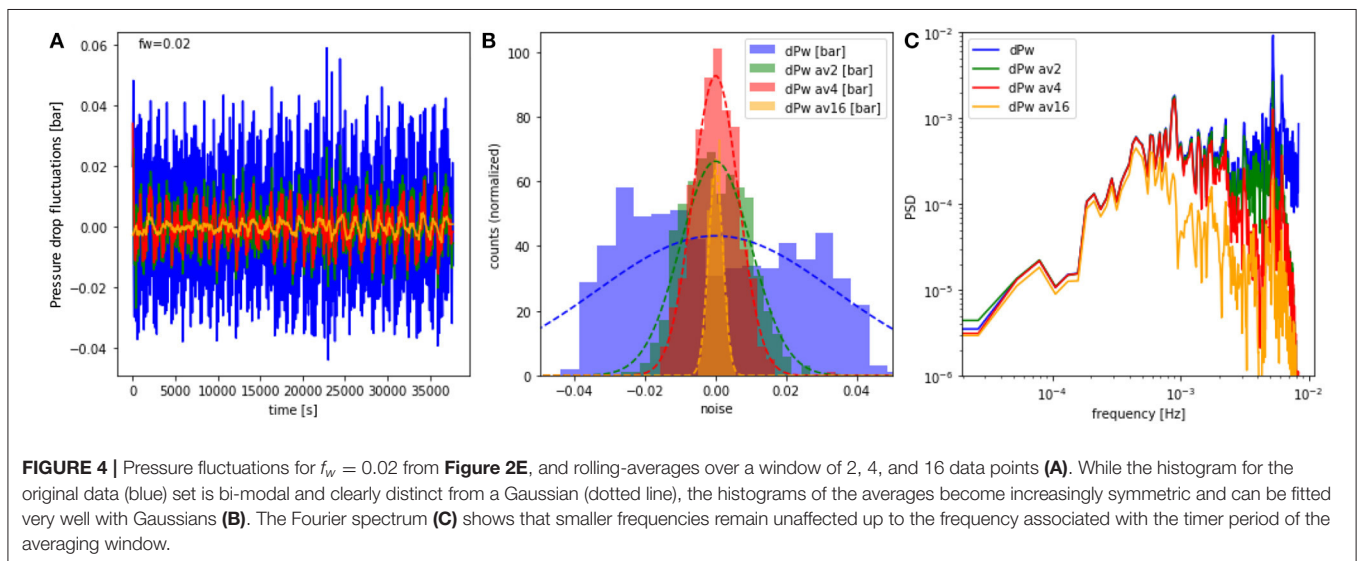 A
fw=0.02
0.06
0.04
0.02
0.00
−0.02
−0.04
Pressure drop fluctuations [bar]
0 5000 10000 15000 20000 25000 30000 35000
time [s]
B
dPw [bar]
dPw av2 [bar]
dPw av4 [bar]
dPw av16 [bar]
100
80
60
40
20
0
counts (normalized)
−0.04 −0.02 0.00 0.02 0.04
noise
C
dPw
dPw av2
dPw av4
dPw av16
10⁻²
10⁻³
10⁻⁴
10⁻⁵
10⁻⁶
PSD
10⁻⁴ 10⁻³ 10⁻²
frequency [Hz]
FIGURE 4 | Pressure fluctuations for f_w = 0.02 from Figure 2E, and rolling-averages over a window of 2, 4, and 16 data points (A). While the histogram for the
original data (blue) set is bi-modal and clearly distinct from a Gaussian (dotted line), the histograms of the averages become increasingly symmetric and can be fitted
very well with Gaussians (B). The Fourier spectrum (C) shows that smaller frequencies remain unaffected up to the frequency associated with the timer period of the
averaging window.